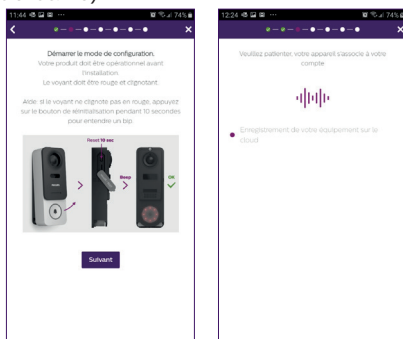 11:44
74%
Démarrer le mode de configuration.
Votre produit doit être opérationnel avant
l'installation.
Le voyant doit être rouge et clignotant.
Aide: si le voyant ne clignote pas en rouge, appuyez
sur le bouton de réinitialisation pendant 10 secondes
pour entendre un bip.
Reset 10 sec
Beep
OK
Suivant
12:24
74%
Veuillez patienter, votre appareil s'associe à votre
compte
Enregistrement de votre équipement sur le
cloud